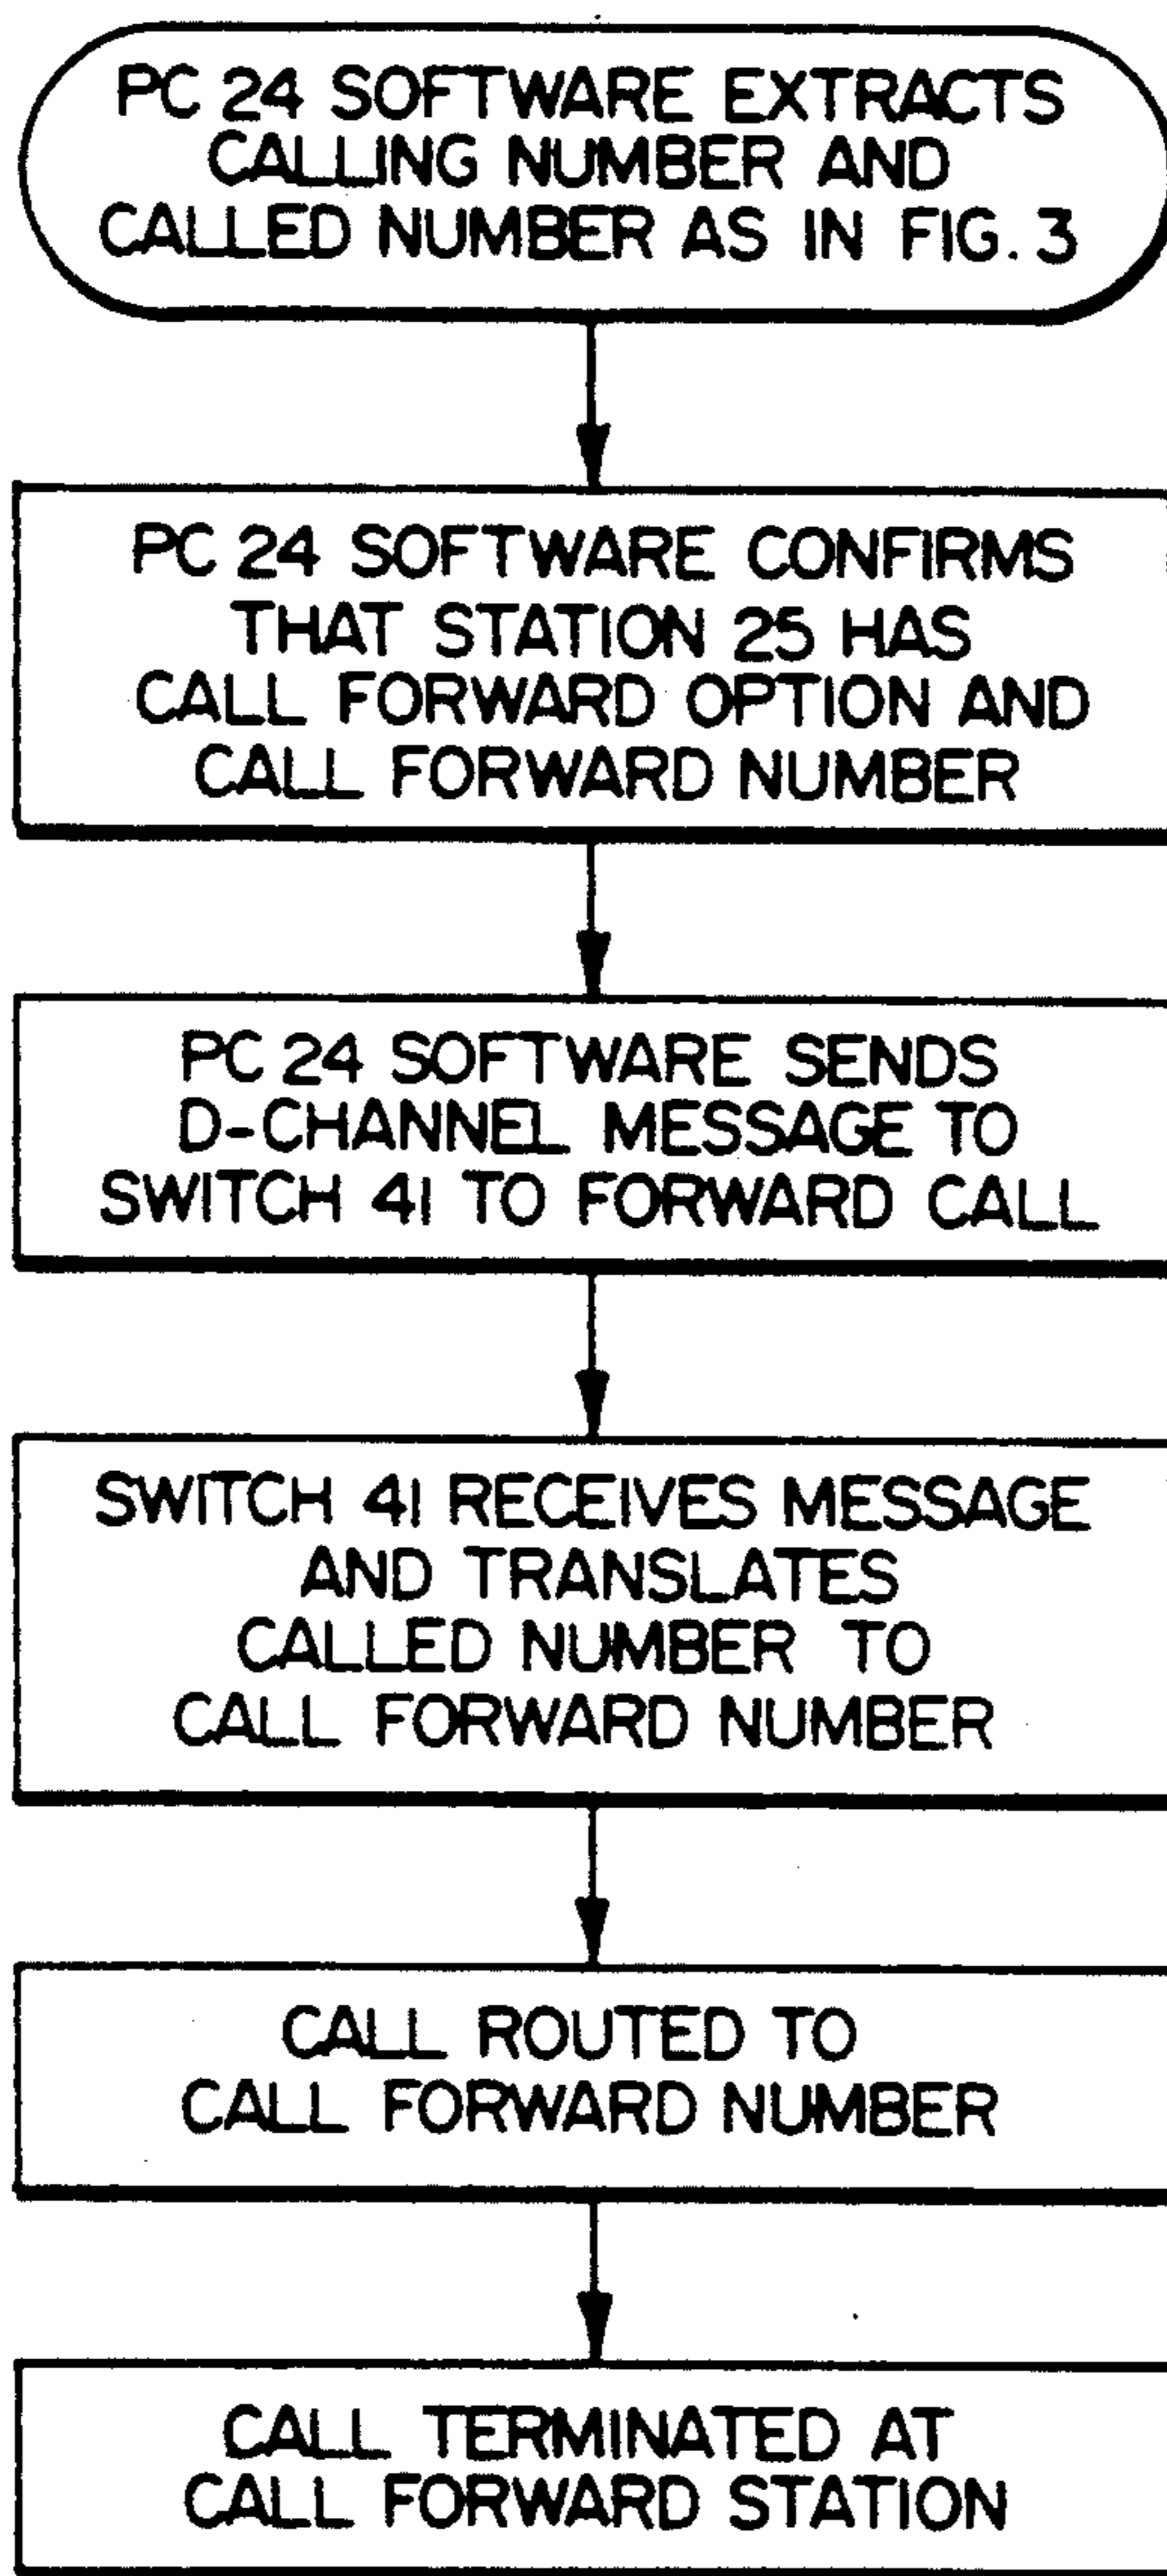 PC 24 SOFTWARE EXTRACTS
CALLING NUMBER AND
CALLED NUMBER AS IN FIG. 3
PC 24 SOFTWARE CONFIRMS
THAT STATION 25 HAS
CALL FORWARD OPTION AND
CALL FORWARD NUMBER
PC 24 SOFTWARE SENDS
D-CHANNEL MESSAGE TO
SWITCH 41 TO FORWARD CALL
SWITCH 41 RECEIVES MESSAGE
AND TRANSLATES
CALLED NUMBER TO
CALL FORWARD NUMBER
CALL ROUTED TO
CALL FORWARD NUMBER
CALL TERMINATED AT
CALL FORWARD STATION